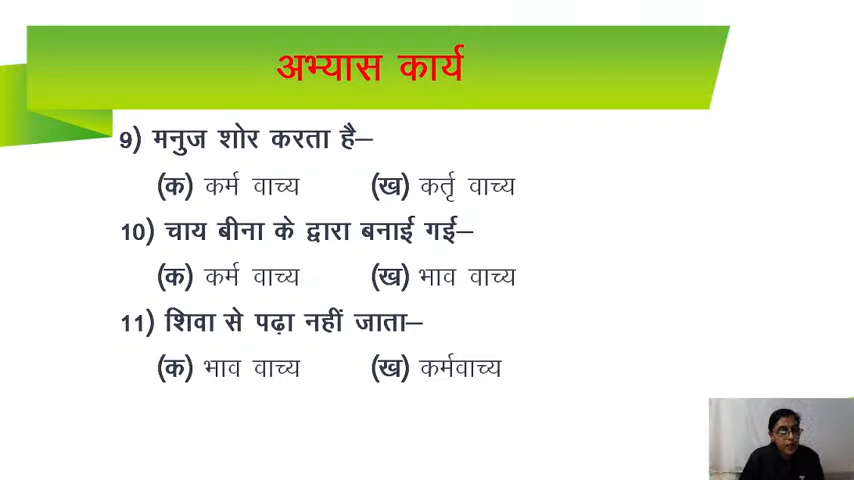 अभ्यास कार्य
9) मनुज शोर करता है–
(क) कर्म वाच्य (ख) कर्तृ वाच्य
10) चाय बीना के द्वारा बनाई गई–
(क) कर्म वाच्य (ख) भाव वाच्य
11) शिवा से पढ़ा नहीं जाता–
(क) भाव वाच्य (ख) कर्मवाच्य